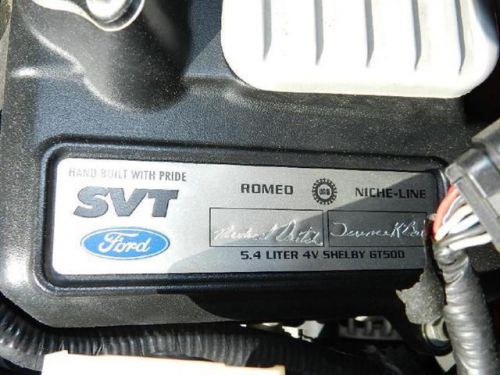 HAND BUILT WITH PRIDE
SVT
Ford
ROMEO NICHE-LINE
5.4 LITER 4V SHELBY GT500